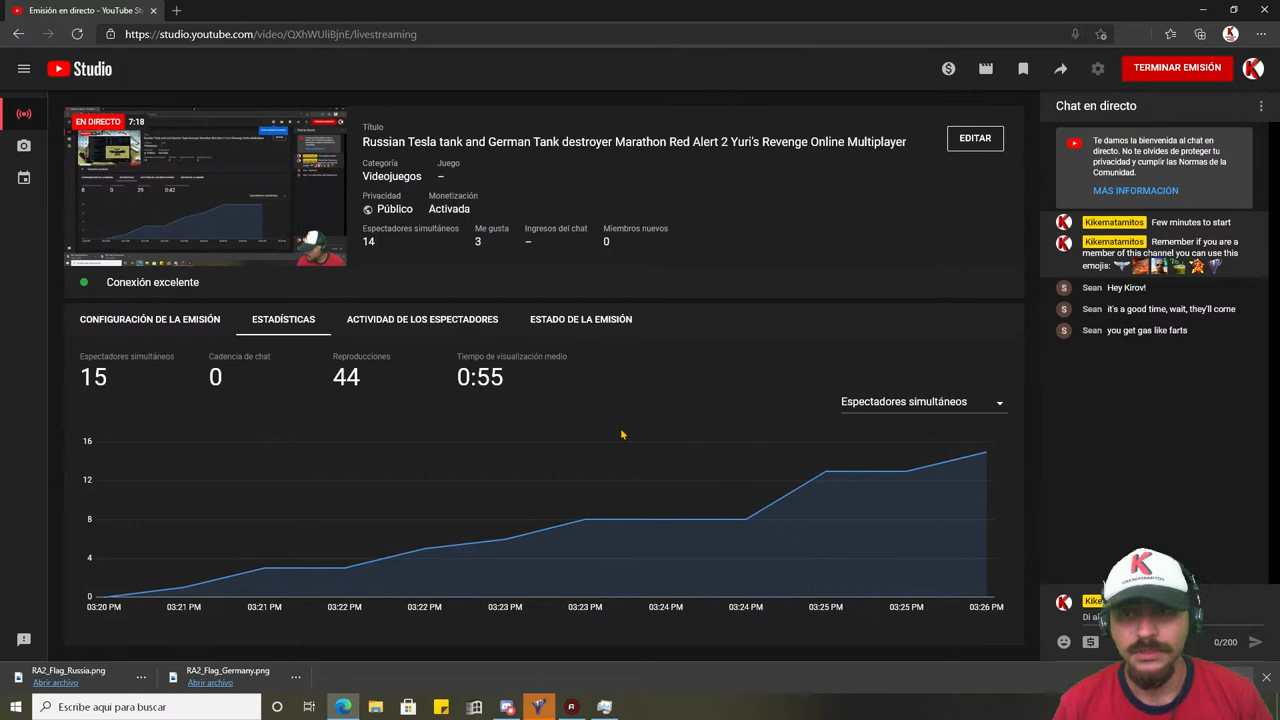 Emisión en directo - YouTube St
https://studio.youtube.com/video/QXhWUliBjnE/livestreaming
Studio
TERMINAR EMISIÓN
EN DIRECTO 7:18
Título
Russian Tesla tank and German Tank destroyer Marathon Red Alert 2 Yuri's Revenge Online Multiplayer
EDITAR
Categoría Juego
Videojuegos –
Privacidad Monetización
Público Activada
Espectadores simultáneos Me gusta Ingresos del chat Miembros nuevos
14 3 – 0
Conexión excelente
CONFIGURACIÓN DE LA EMISIÓN ESTADÍSTICAS ACTIVIDAD DE LOS ESPECTADORES ESTADO DE LA EMISIÓN
Espectadores simultáneos Cadencia de chat Reproducciones Tiempo de visualización medio
15 0 44 0:55
Espectadores simultáneos
16
12
8
4
0
03:20 PM 03:21 PM 03:21 PM 03:22 PM 03:22 PM 03:23 PM 03:23 PM 03:24 PM 03:24 PM 03:25 PM 03:25 PM 03:26 PM
Chat en directo
Te damos la bienvenida al chat en
directo. No te olvides de proteger tu
privacidad y cumplir las Normas de la
Comunidad.
MÁS INFORMACIÓN
Kikematamitos Few minutes to start
Kikematamitos Remember if you are a
member of this channel you can use this
emojis:
S Sean Hey Kirov!
S Sean it's a good time, wait, they'll come
S Sean you get gas like farts
Di al
0/200
K
KIKEMATAMITOS
RA2_Flag_Russia.png
Abrir archivo
RA2_Flag_Germany.png
Abrir archivo
Escribe aquí para buscar